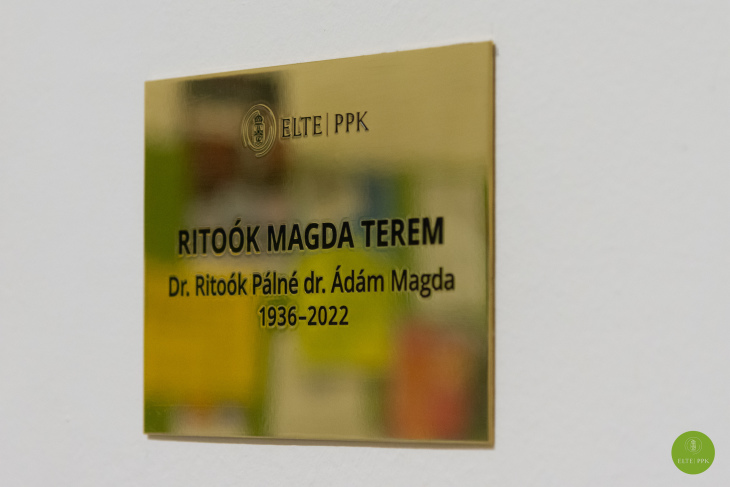 ELTE | PPK
RITOÓK MAGDA TEREM
Dr. Ritoók Pálné dr. Ádám Magda
1936–2022
ELTE | PPK